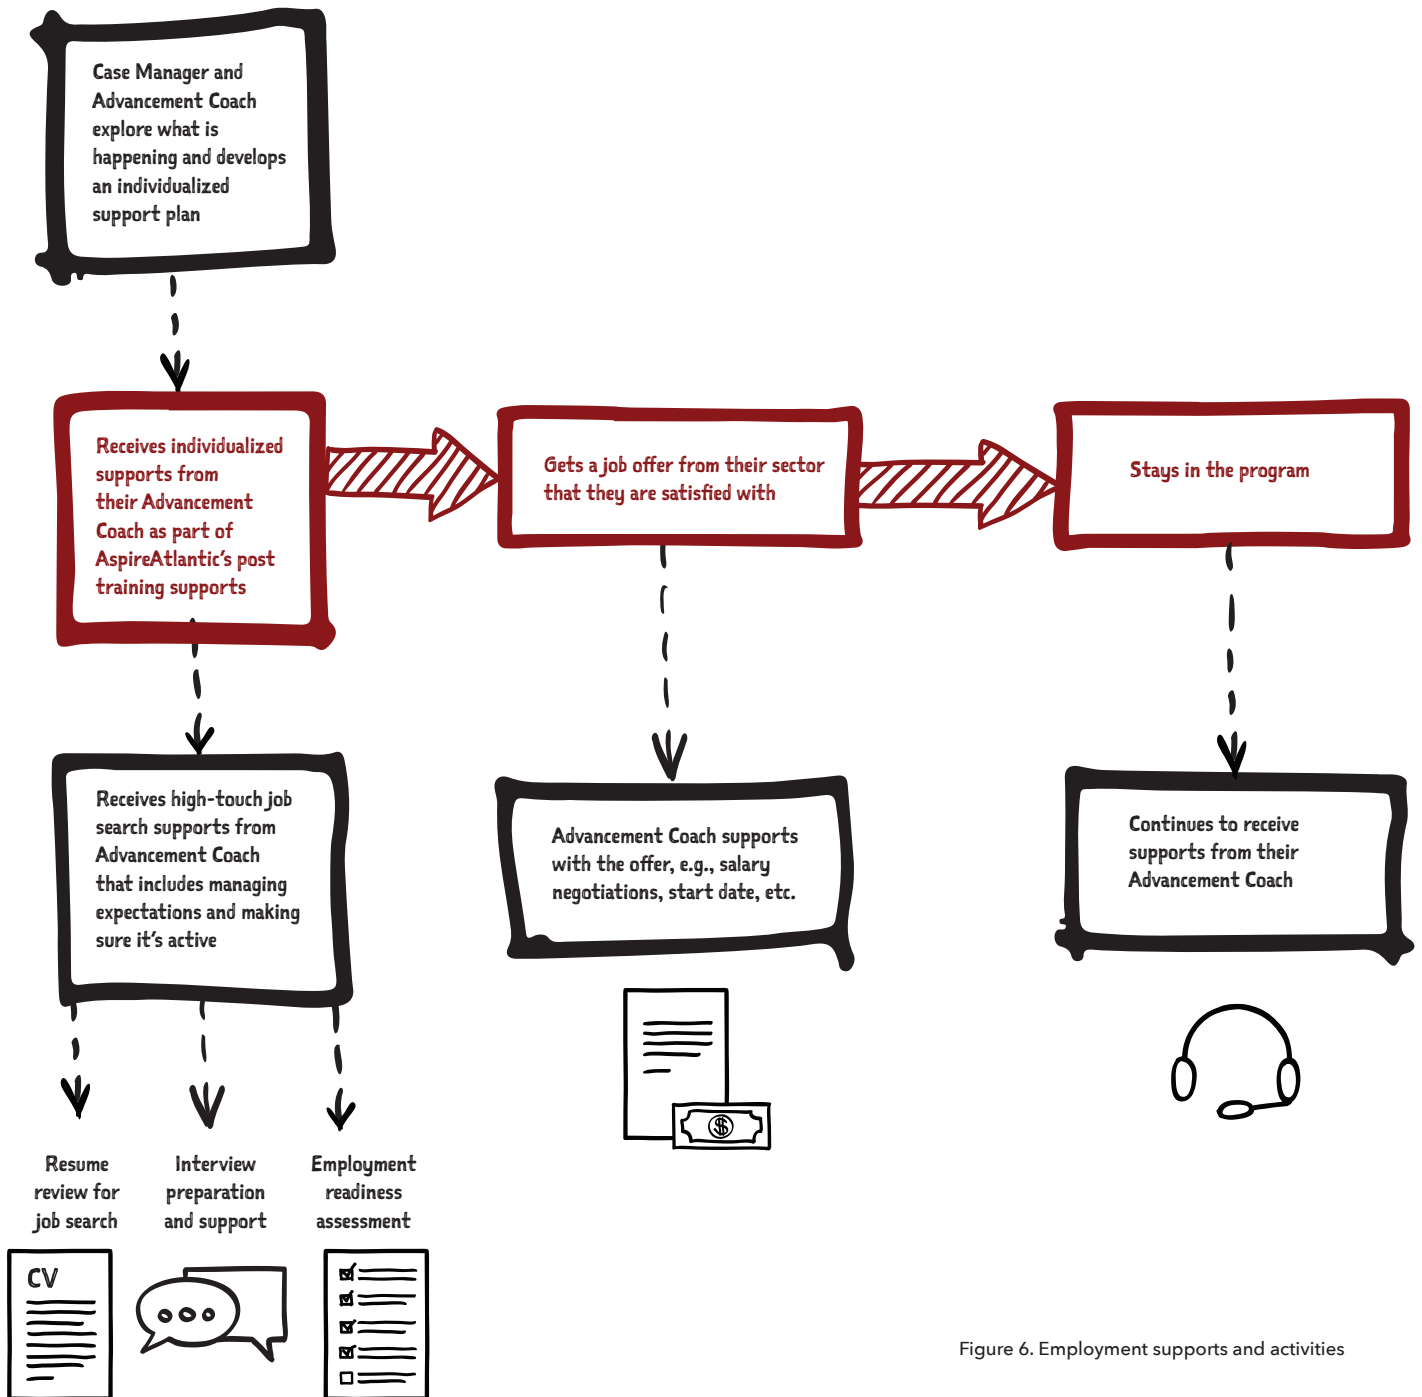 Case Manager and
Advancement Coach
explore what is
happening and develops
an individualized
support plan
Receives individualized
supports from
their Advancement
Coach as part of
AspireAtlantic's post
training supports
Gets a job offer from their sector
that they are satisfied with
Stays in the program
Receives high-touch job
search supports from
Advancement Coach
that includes managing
expectations and making
sure it's active
Advancement Coach supports
with the offer, e.g., salary
negotiations, start date, etc.
Continues to receive
supports from their
Advancement Coach
Resume
review for
job search
Interview
preparation
and support
Employment
readiness
assessment
CV
$
Figure 6. Employment supports and activities